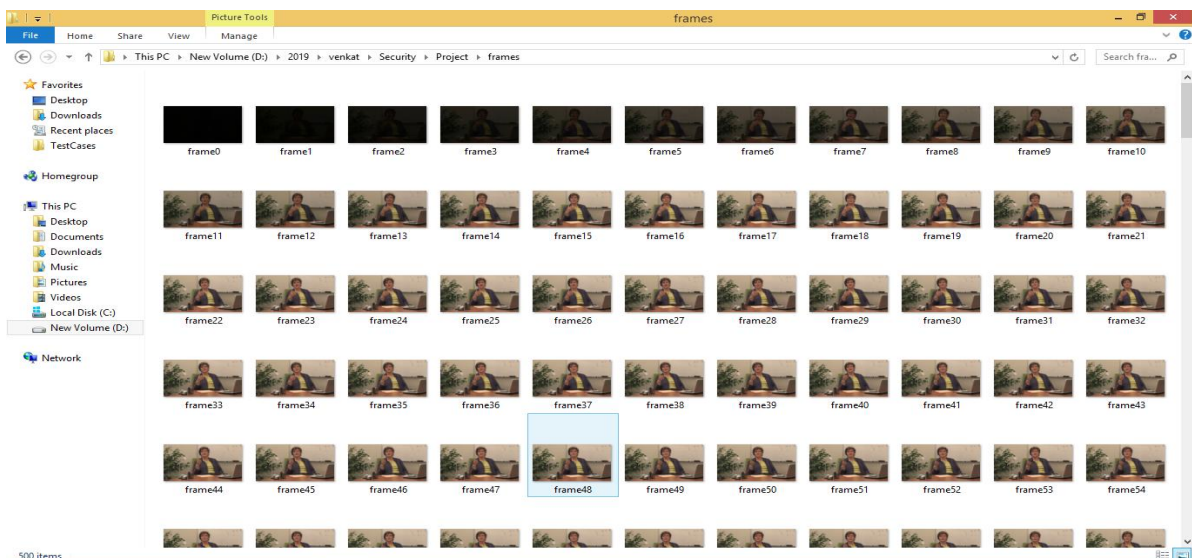 Picture Tools
frames
File Home Share View Manage
This PC New Volume (D:) 2019 venkat Security Project frames
Search fra...
Favorites
Desktop
Downloads
Recent places
TestCases
Homegroup
This PC
Desktop
Documents
Downloads
Music
Pictures
Videos
Local Disk (C:)
New Volume (D:)
Network
frame0 frame1 frame2 frame3 frame4 frame5 frame6 frame7 frame8 frame9 frame10
frame11 frame12 frame13 frame14 frame15 frame16 frame17 frame18 frame19 frame20 frame21
frame22 frame23 frame24 frame25 frame26 frame27 frame28 frame29 frame30 frame31 frame32
frame33 frame34 frame35 frame36 frame37 frame38 frame39 frame40 frame41 frame42 frame43
frame44 frame45 frame46 frame47 frame48 frame49 frame50 frame51 frame52 frame53 frame54
500 items